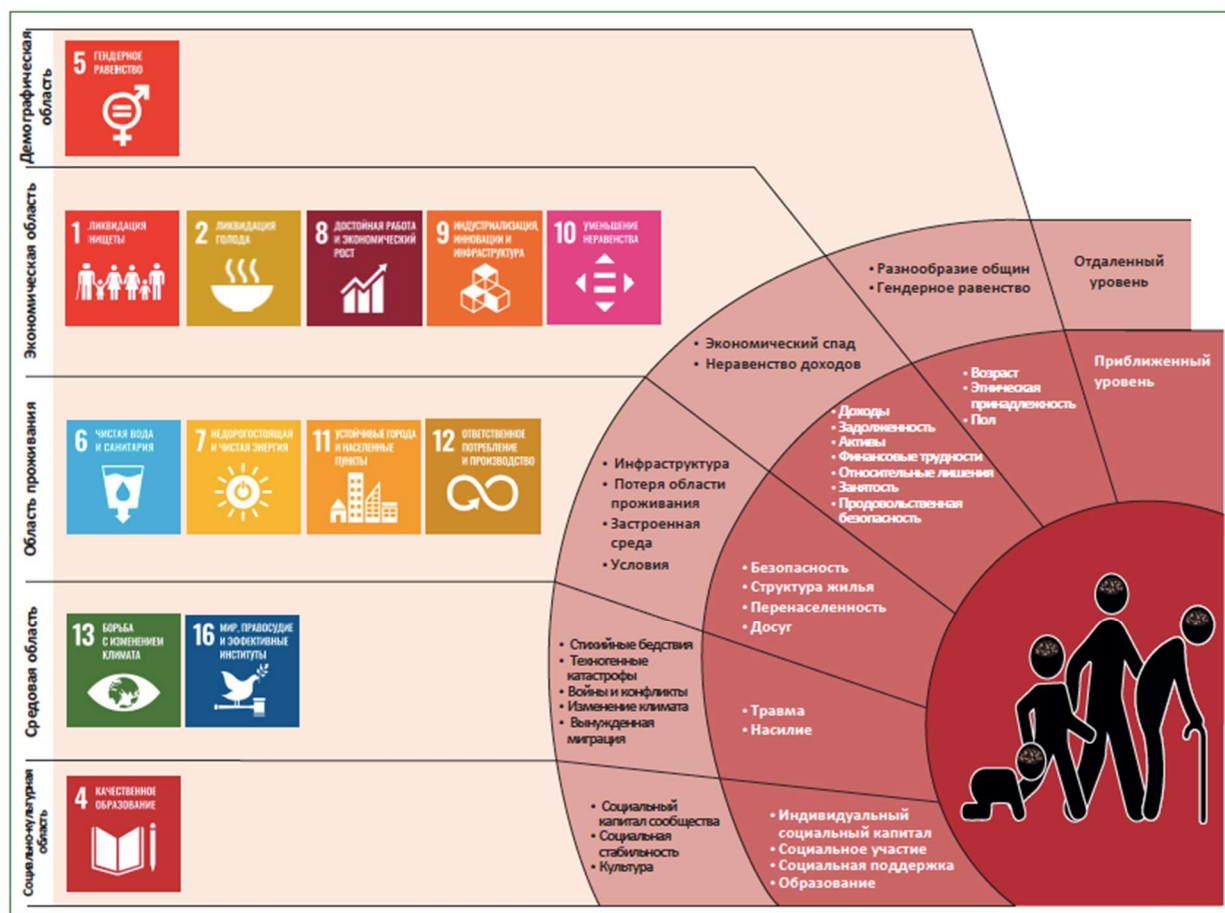 Демографическая
область
5 ГЕНДЕРНОЕ
РАВЕНСТВО
Экономическая область
1 ЛИКВИДАЦИЯ
НИЩЕТЫ
2 ЛИКВИДАЦИЯ
ГОЛОДА
8 ДОСТОЙНАЯ РАБОТА
И ЭКОНОМИЧЕСКИЙ
РОСТ
9 ИНДУСТРИАЛИЗАЦИЯ,
ИННОВАЦИИ И
ИНФРАСТРУКТУРА
10 УМЕНЬШЕНИЕ
НЕРАВЕНСТВА
Область проживания
6 ЧИСТАЯ ВОДА
И САНИТАРИЯ
7 НЕДОРОГОСТОЯЩАЯ
И ЧИСТАЯ ЭНЕРГИЯ
11 УСТОЙЧИВЫЕ ГОРОДА
И НАСЕЛЕННЫЕ
ПУНКТЫ
12 ОТВЕТСТВЕННОЕ
ПОТРЕБЛЕНИЕ
И ПРОИЗВОДСТВО
Средовая область
13 БОРЬБА
С ИЗМЕНЕНИЕМ
КЛИМАТА
16 МИР, ПРАВОСУДИЕ
И ЭФФЕКТИВНЫЕ
ИНСТИТУТЫ
Социально-культурная
область
4 КАЧЕСТВЕННОЕ
ОБРАЗОВАНИЕ
Отдаленный
уровень
• Разнообразие общин
• Гендерное равенство
• Экономический спад
• Неравенство доходов
• Инфраструктура
• Потеря области
проживания
• Застроенная
среда
• Условия
• Стихийные бедствия
• Техногенные
катастрофы
• Войны и конфликты
• Изменение климата
• Вынужденная
миграция
• Социальный
капитал сообщества
• Социальная
стабильность
• Культура
Приближенный
уровень
• Возраст
• Этническая
принадлежность
• Пол
• Доходы
• Задолженность
• Активы
• Финансовые трудности
• Относительные лишения
• Занятость
• Продовольственная
безопасность
• Безопасность
• Структура жилья
• Перенаселенность
• Досуг
• Травма
• Насилие
• Индивидуальный
социальный капитал
• Социальное участие
• Социальная поддержка
• Образование